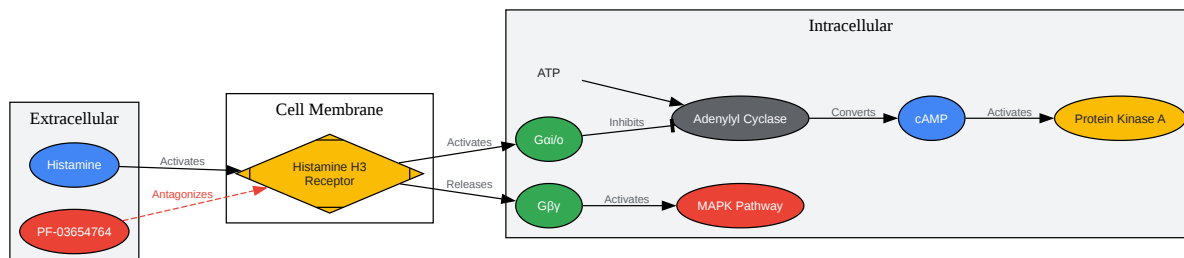 Extracellular
Histamine
PF-03654764
Activates
Antagonizes
Cell Membrane
Histamine H3
Receptor
Activates
Releases
Intracellular
ATP
Gαi/o
Inhibits
Adenylyl Cyclase
Converts
cAMP
Activates
Protein Kinase A
Gβγ
Activates
MAPK Pathway